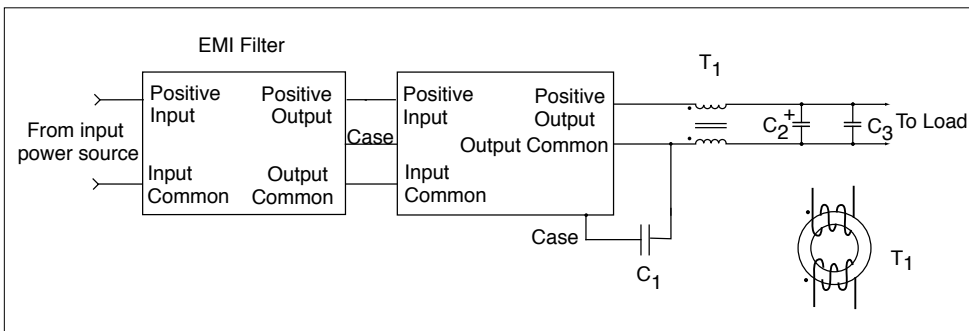 EMI Filter
T1
Positive Input
Positive Output
Positive Input
Positive Output
From input power source
Case
Output Common
C2
+
C3
To Load
Input Common
Output Common
Input Common
Case
C1
T1